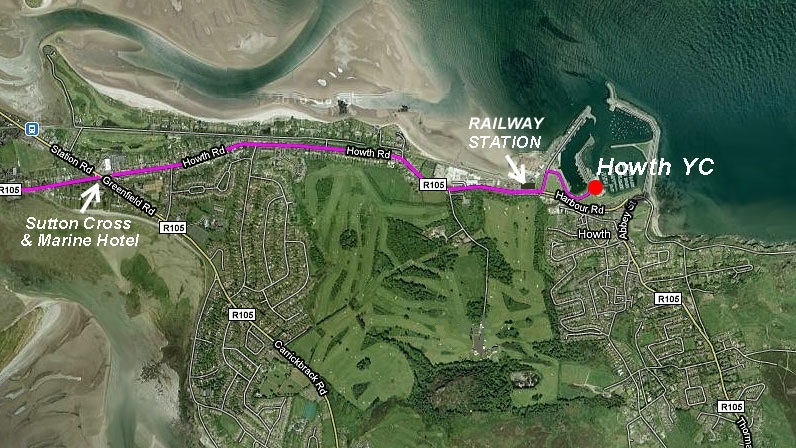 RAILWAY
STATION
Howth YC
Howth Rd
Howth Rd
Station Rd
Greenfield Rd
R105
R105
R105
Harbour Rd
Abbey St
Howth
Sutton Cross
& Marine Hotel
R105
R105
Carrickbrack Rd
R105